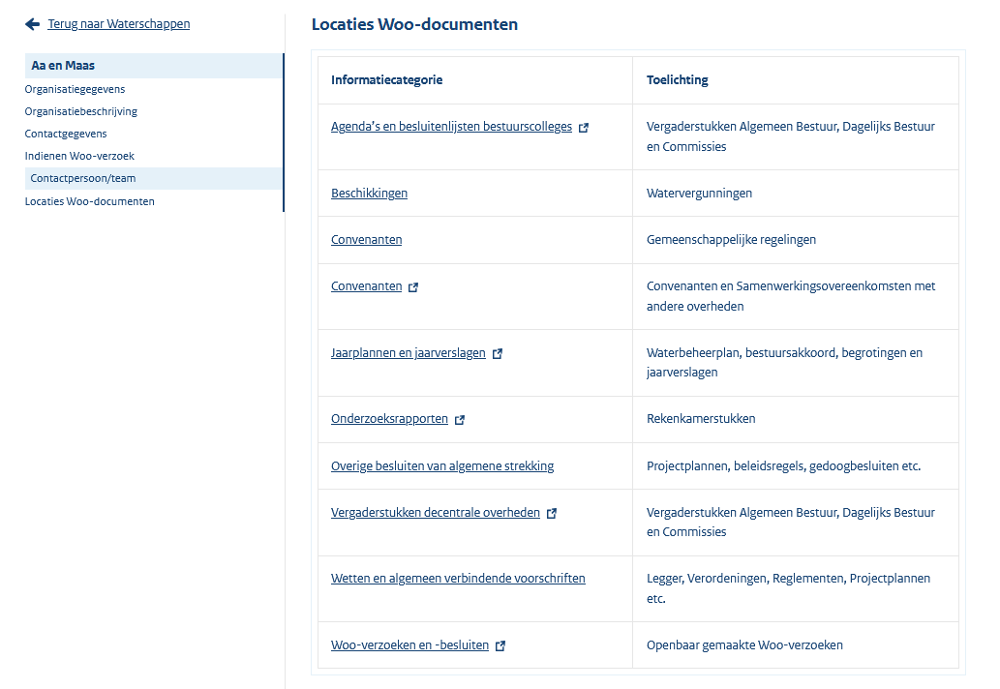 Terug naar Waterschappen
Aa en Maas
Organisatiegegevens
Organisatiebeschrijving
Contactgegevens
Indienen Woo-verzoek
Contactpersoon/team
Locaties Woo-documenten
Locaties Woo-documenten
Informatiecategorie
Toelichting
Agenda's en besluitenlijsten bestuurscolleges
Vergaderstukken Algemeen Bestuur, Dagelijks Bestuur
en Commissies
Beschikkingen
Watervergunningen
Convenanten
Gemeenschappelijke regelingen
Convenanten
Convenanten en Samenwerkingsovereenkomsten met
andere overheden
Jaarplannen en jaarverslagen
Waterbeheerplan, bestuursakkoord, begrotingen en
jaarverslagen
Onderzoeksrapporten
Rekenkamerstukken
Overige besluiten van algemene strekking
Projectplannen, beleidsregels, gedoogbesluiten etc.
Vergaderstukken decentrale overheden
Vergaderstukken Algemeen Bestuur, Dagelijks Bestuur
en Commissies
Wetten en algemeen verbindende voorschriften
Legger, Verordeningen, Reglementen, Projectplannen
etc.
Woo-verzoeken en -besluiten
Openbaar gemaakte Woo-verzoeken